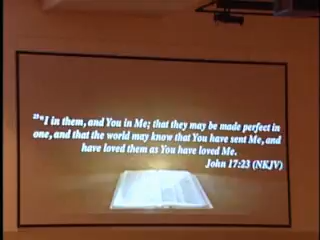 ²³"I in them, and You in Me; that they may be made perfect in
one, and that the world may know that You have sent Me, and
have loved them as You have loved Me.
John 17:23 (NKJV)